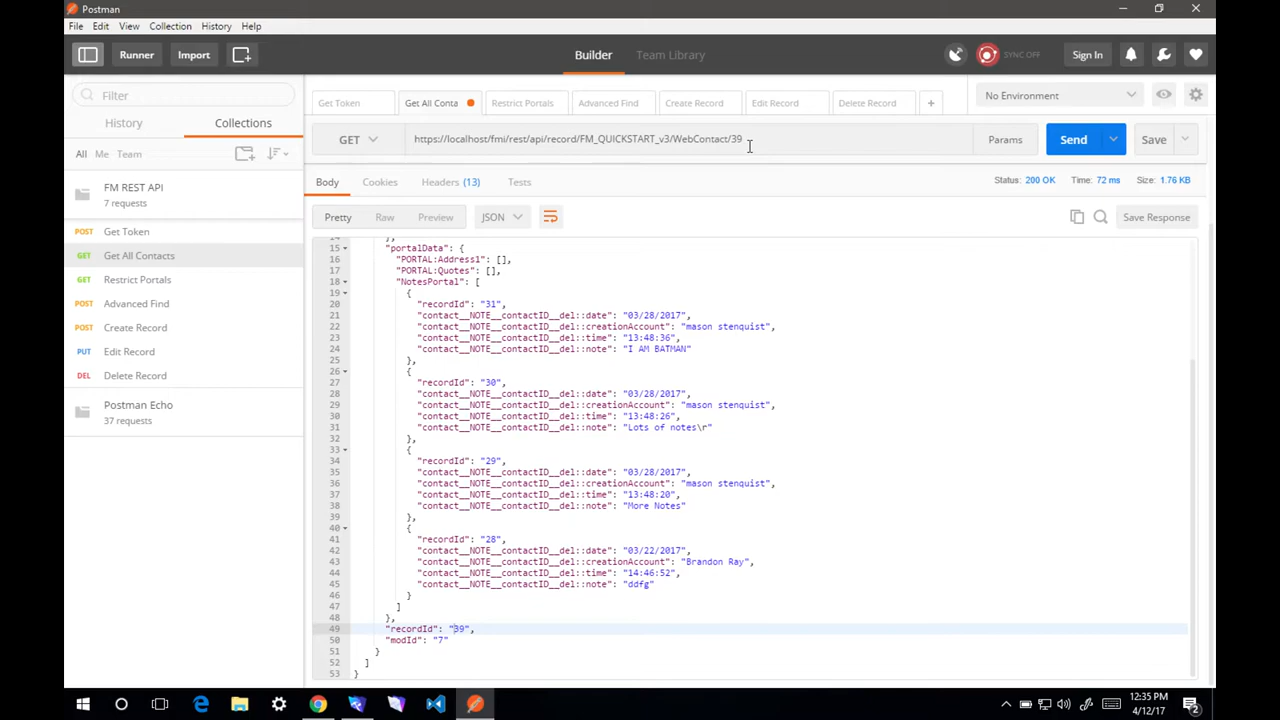 Postman
File Edit View Collection History Help
Runner Import Builder Team Library SYNC OFF Sign In
Filter
History Collections
All Me Team
FM REST API
7 requests
POST Get Token
GET Get All Contacts
GET Restrict Portals
POST Advanced Find
POST Create Record
PUT Edit Record
DEL Delete Record
Postman Echo
37 requests
Get Token Get All Conta Restrict Portals Advanced Find Create Record Edit Record Delete Record + No Environment
GET https://localhost/fmi/rest/api/record/FM_QUICKSTART_v3/WebContact/39 Params Send Save
Body Cookies Headers (13) Tests Status: 200 OK Time: 72 ms Size: 1.76 KB
Pretty Raw Preview JSON Save Response
14 },
15 "portalData": {
16 "PORTAL:Address1": [],
17 "PORTAL:Quotes": [],
18 "NotesPortal": [
19 {
20 "recordId": "31",
21 "contact__NOTE__contactID__del::date": "03/28/2017",
22 "contact__NOTE__contactID__del::creationAccount": "mason stenquist",
23 "contact__NOTE__contactID__del::time": "13:48:36",
24 "contact__NOTE__contactID__del::note": "I AM BATMAN"
25 },
26 {
27 "recordId": "30",
28 "contact__NOTE__contactID__del::date": "03/28/2017",
29 "contact__NOTE__contactID__del::creationAccount": "mason stenquist",
30 "contact__NOTE__contactID__del::time": "13:48:26",
31 "contact__NOTE__contactID__del::note": "Lots of notes\r"
32 },
33 {
34 "recordId": "29",
35 "contact__NOTE__contactID__del::date": "03/28/2017",
36 "contact__NOTE__contactID__del::creationAccount": "mason stenquist",
37 "contact__NOTE__contactID__del::time": "13:48:20",
38 "contact__NOTE__contactID__del::note": "More Notes"
39 },
40 {
41 "recordId": "28",
42 "contact__NOTE__contactID__del::date": "03/22/2017",
43 "contact__NOTE__contactID__del::creationAccount": "Brandon Ray",
44 "contact__NOTE__contactID__del::time": "14:46:52",
45 "contact__NOTE__contactID__del::note": "ddfg"
46 }
47 ]
48 },
49 "recordId": "39",
50 "modId": "7"
51 }
52 ]
53 }
12:35 PM
4/12/17
2